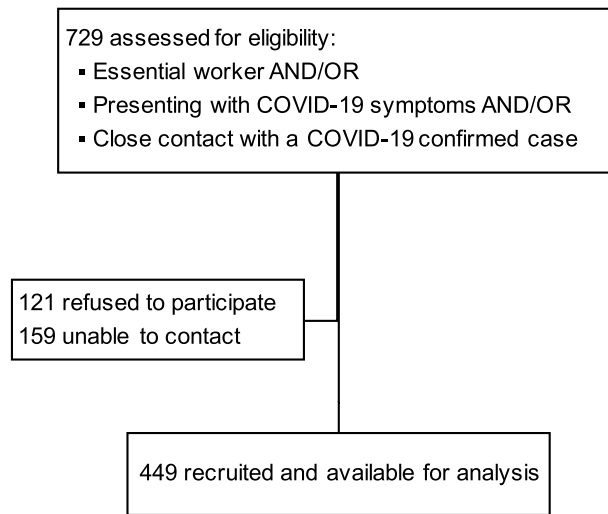 729 assessed for eligibility:
▪ Essential worker AND/OR
▪ Presenting with COVID-19 symptoms AND/OR
▪ Close contact with a COVID-19 confirmed case
121 refused to participate
159 unable to contact
449 recruited and available for analysis